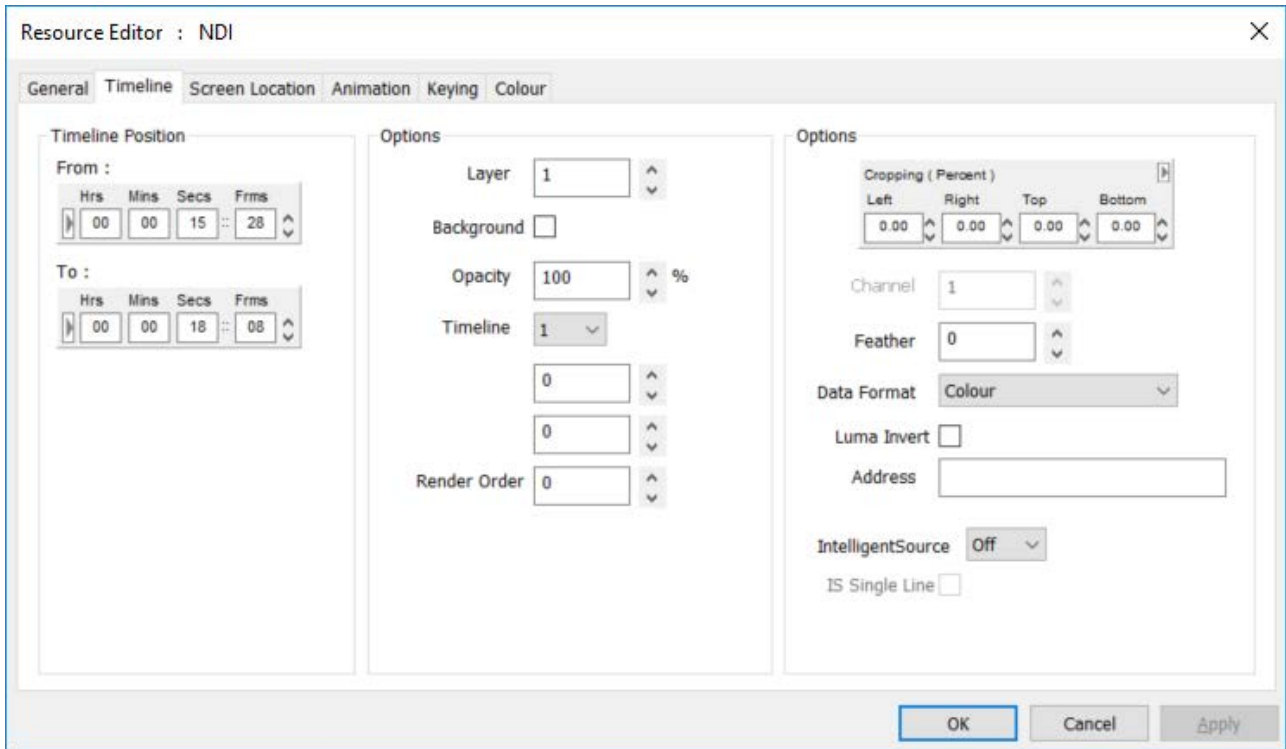 Resource Editor : NDI
General Timeline Screen Location Animation Keying Colour
Timeline Position
From :
Hrs Mins Secs Frms
00 00 15 :: 28
To :
Hrs Mins Secs Frms
00 00 18 :: 08
Options
Layer 1
Background
Opacity 100 %
Timeline 1
0
0
Render Order 0
Options
Cropping ( Percent )
Left Right Top Bottom
0.00 0.00 0.00 0.00
Channel 1
Feather 0
Data Format Colour
Luma Invert
Address
IntelligentSource Off
IS Single Line
OK Cancel Apply